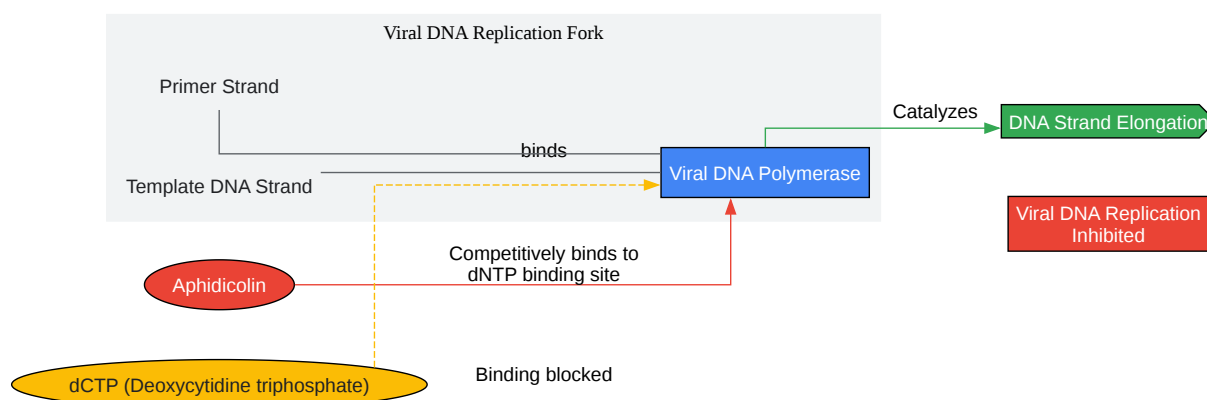 Viral DNA Replication Fork
Primer Strand
Catalyzes
DNA Strand Elongation
binds
Viral DNA Polymerase
Template DNA Strand
Viral DNA Replication
Inhibited
Competitively binds to
dNTP binding site
Aphidicolin
dCTP (Deoxycytidine triphosphate)
Binding blocked